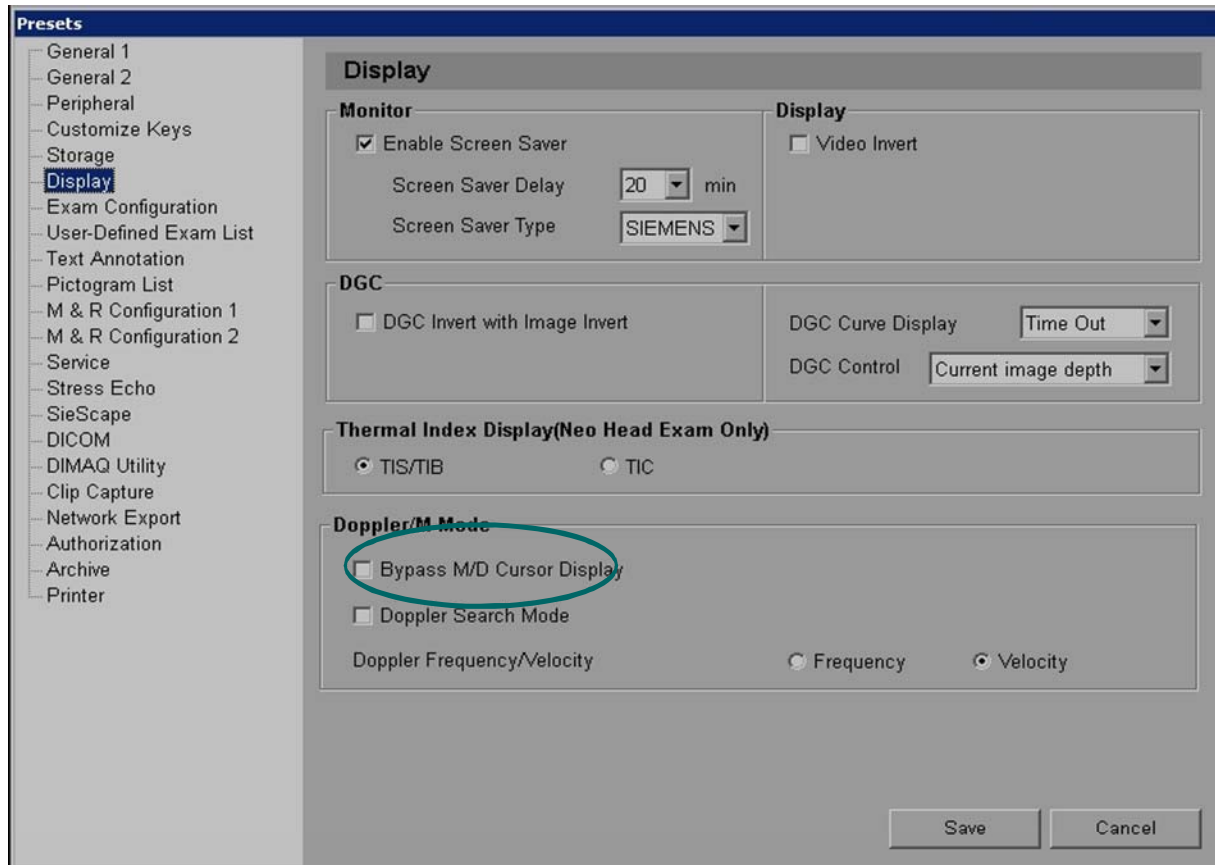 Presets
General 1
General 2
Peripheral
Customize Keys
Storage
Display
Exam Configuration
User-Defined Exam List
Text Annotation
Pictogram List
M & R Configuration 1
M & R Configuration 2
Service
Stress Echo
SieScape
DICOM
DIMAQ Utility
Clip Capture
Network Export
Authorization
Archive
Printer
Display
Monitor
Enable Screen Saver
Screen Saver Delay 20 min
Screen Saver Type SIEMENS
Display
Video Invert
DGC
DGC Invert with Image Invert
DGC Curve Display Time Out
DGC Control Current image depth
Thermal Index Display(Neo Head Exam Only)
TIS/TIB TIC
Doppler/M Mode
Bypass M/D Cursor Display
Doppler Search Mode
Doppler Frequency/Velocity Frequency Velocity
Save Cancel